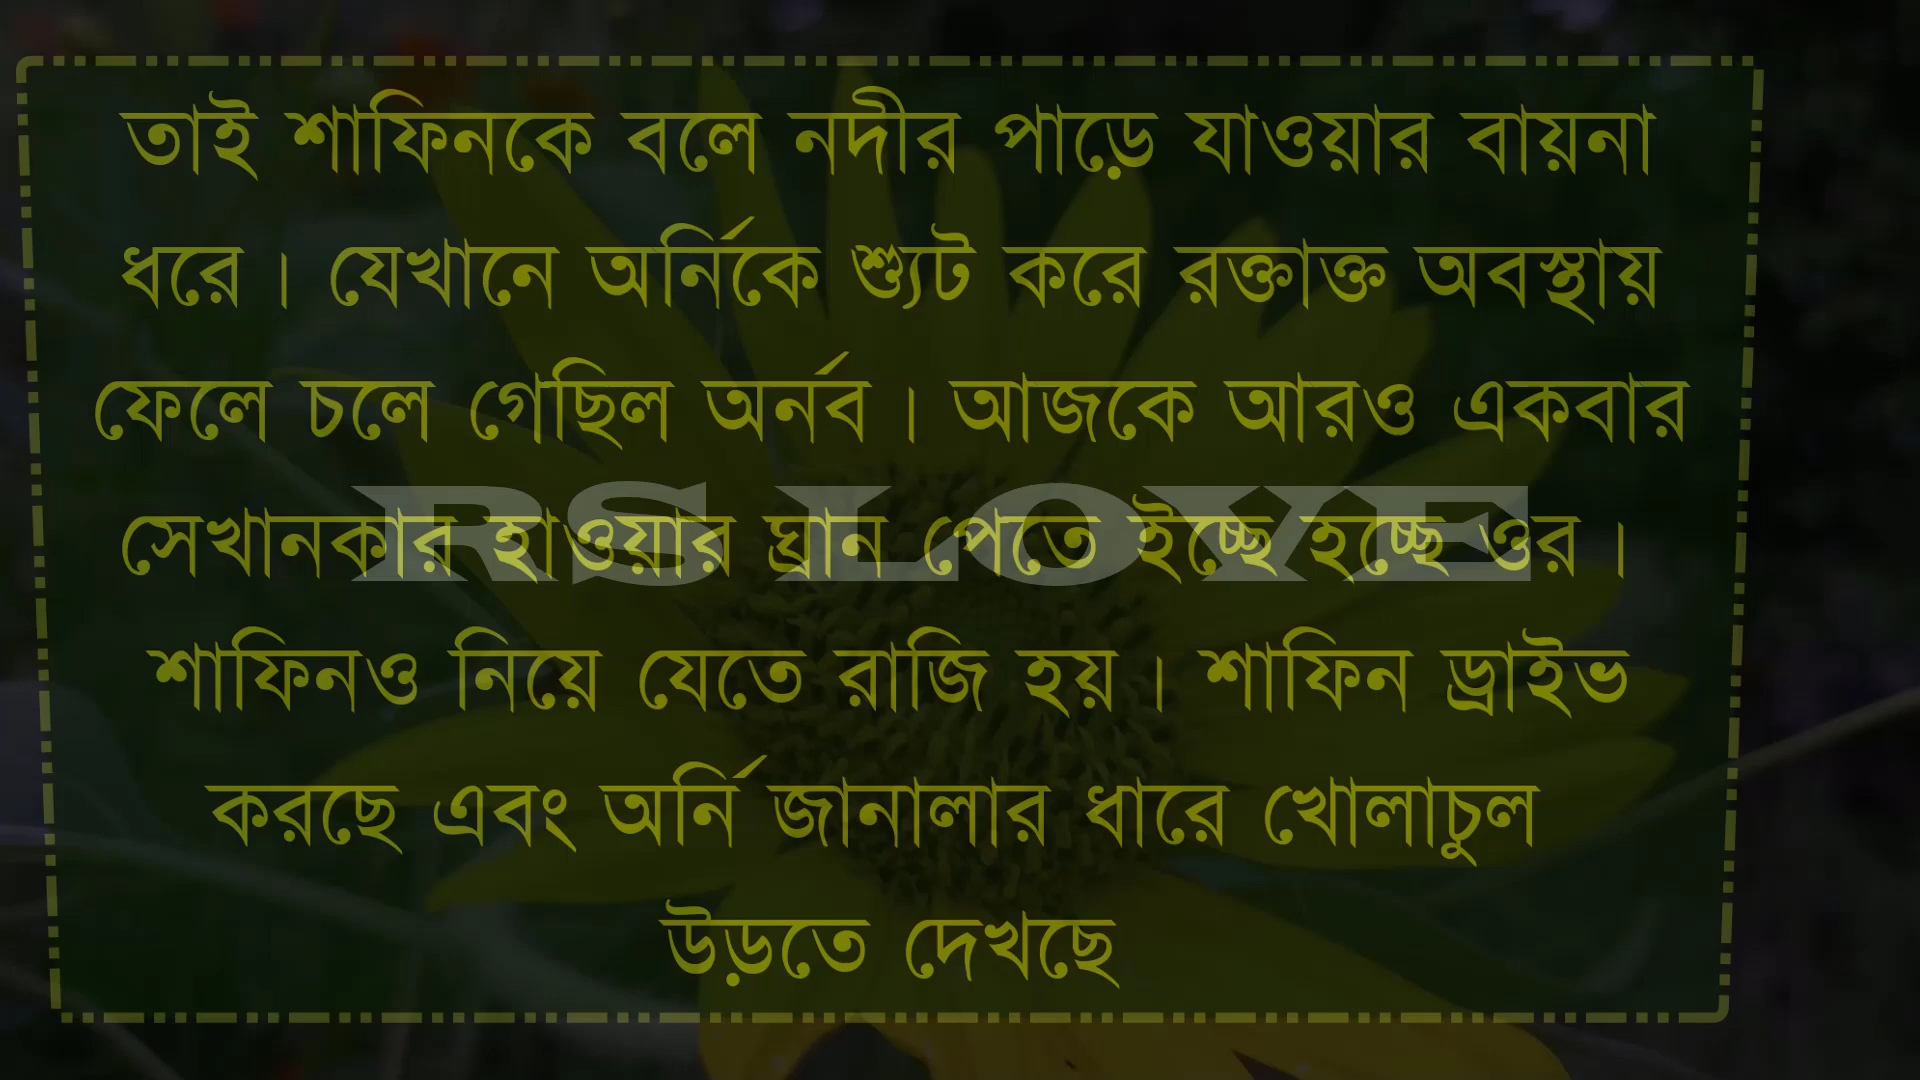 তাই শাফিনকে বলে নদীর পাড়ে যাওয়ার বায়না
ধরে। যেখানে অর্নিকে শ্যুট করে রক্তাক্ত অবস্থায়
ফেলে চলে গেছিল অর্নব। আজকে আরও একবার
সেখানকার হাওয়ার ঘ্রান পেতে ইচ্ছে হচ্ছে ওর।
RS LOVE
শাফিনও নিয়ে যেতে রাজি হয়। শাফিন ড্রাইভ
করছে এবং অর্নি জানালার ধারে খোলাচুল
উড়তে দেখছে